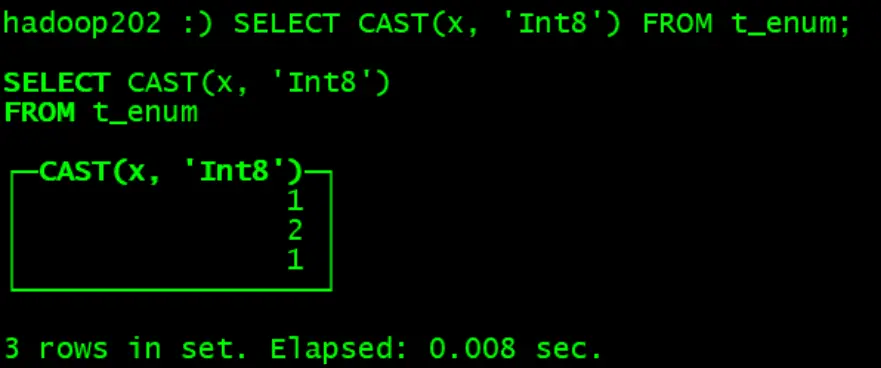 hadoop202 :) SELECT CAST(x, 'Int8') FROM t_enum;
SELECT CAST(x, 'Int8')
FROM t_enum
CAST(x, 'Int8')
1
2
1
3 rows in set. Elapsed: 0.008 sec.